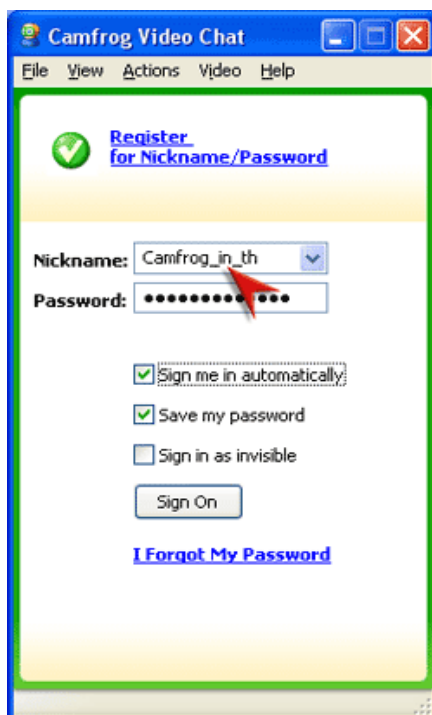 Camfrog Video Chat
File View Actions Video Help
Register
for Nickname/Password
Nickname: Camfrog_in_th
Password: ●●●●●●●●●●●●●
Sign me in automatically
Save my password
Sign in as invisible
Sign On
I Forgot My Password